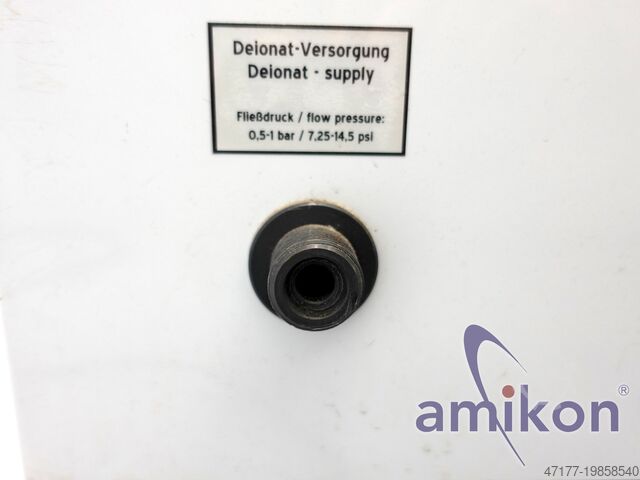 Deionat-Versorgung
Deionat - supply
Fließdruck / flow pressure:
0,5-1 bar / 7,25-14,5 psi
amikon®
47177-19858540